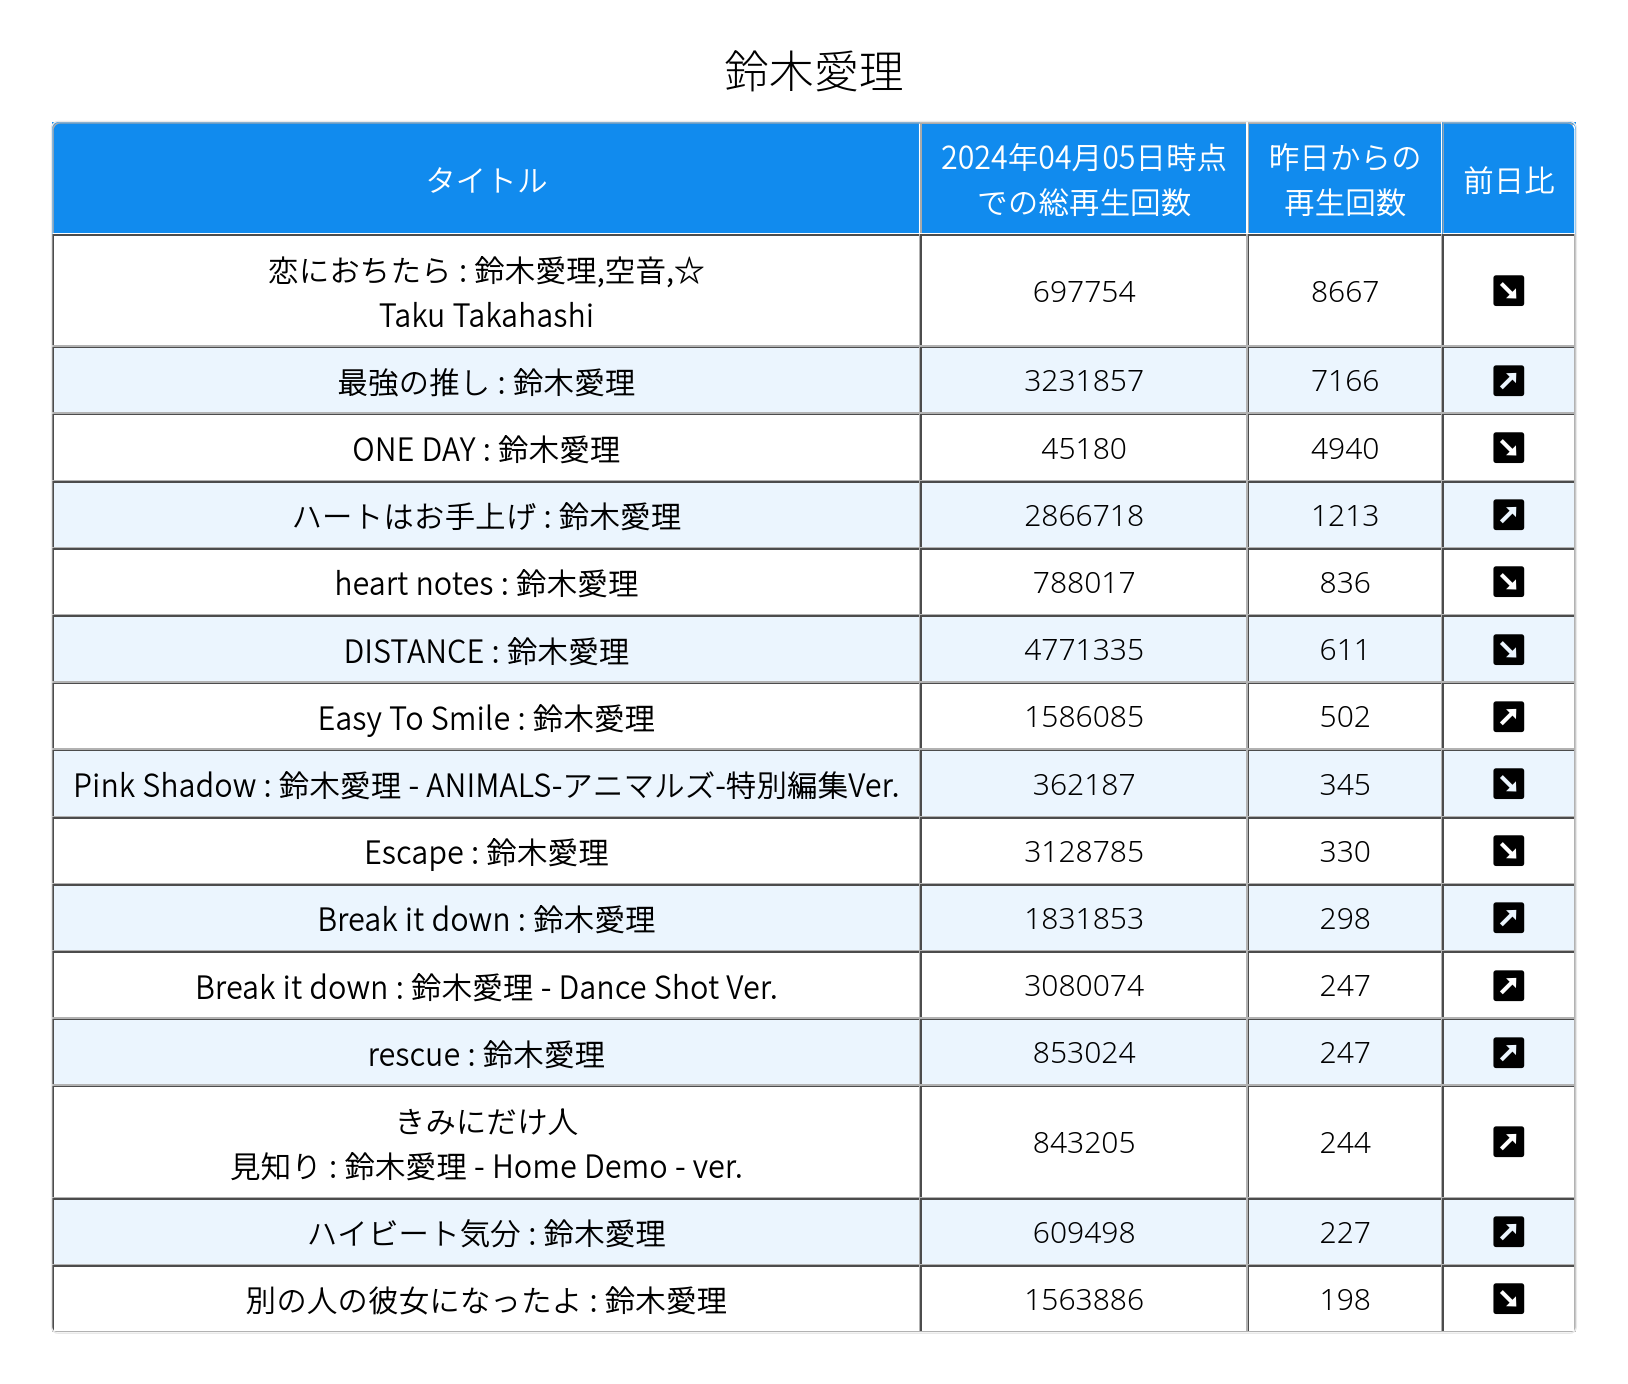 鈴木愛理
タイトル
2024年04月05日時点
での総再生回数
昨日からの
再生回数
前日比
恋におちたら : 鈴木愛理,空音,☆
Taku Takahashi
697754
8667
最強の推し : 鈴木愛理
3231857
7166
ONE DAY : 鈴木愛理
45180
4940
ハートはお手上げ : 鈴木愛理
2866718
1213
heart notes : 鈴木愛理
788017
836
DISTANCE : 鈴木愛理
4771335
611
Easy To Smile : 鈴木愛理
1586085
502
Pink Shadow : 鈴木愛理 - ANIMALS-アニマルズ-特別編集Ver.
362187
345
Escape : 鈴木愛理
3128785
330
Break it down : 鈴木愛理
1831853
298
Break it down : 鈴木愛理 - Dance Shot Ver.
3080074
247
rescue : 鈴木愛理
853024
247
きみにだけ人
見知り : 鈴木愛理 - Home Demo - ver.
843205
244
ハイビート気分 : 鈴木愛理
609498
227
別の人の彼女になったよ : 鈴木愛理
1563886
198